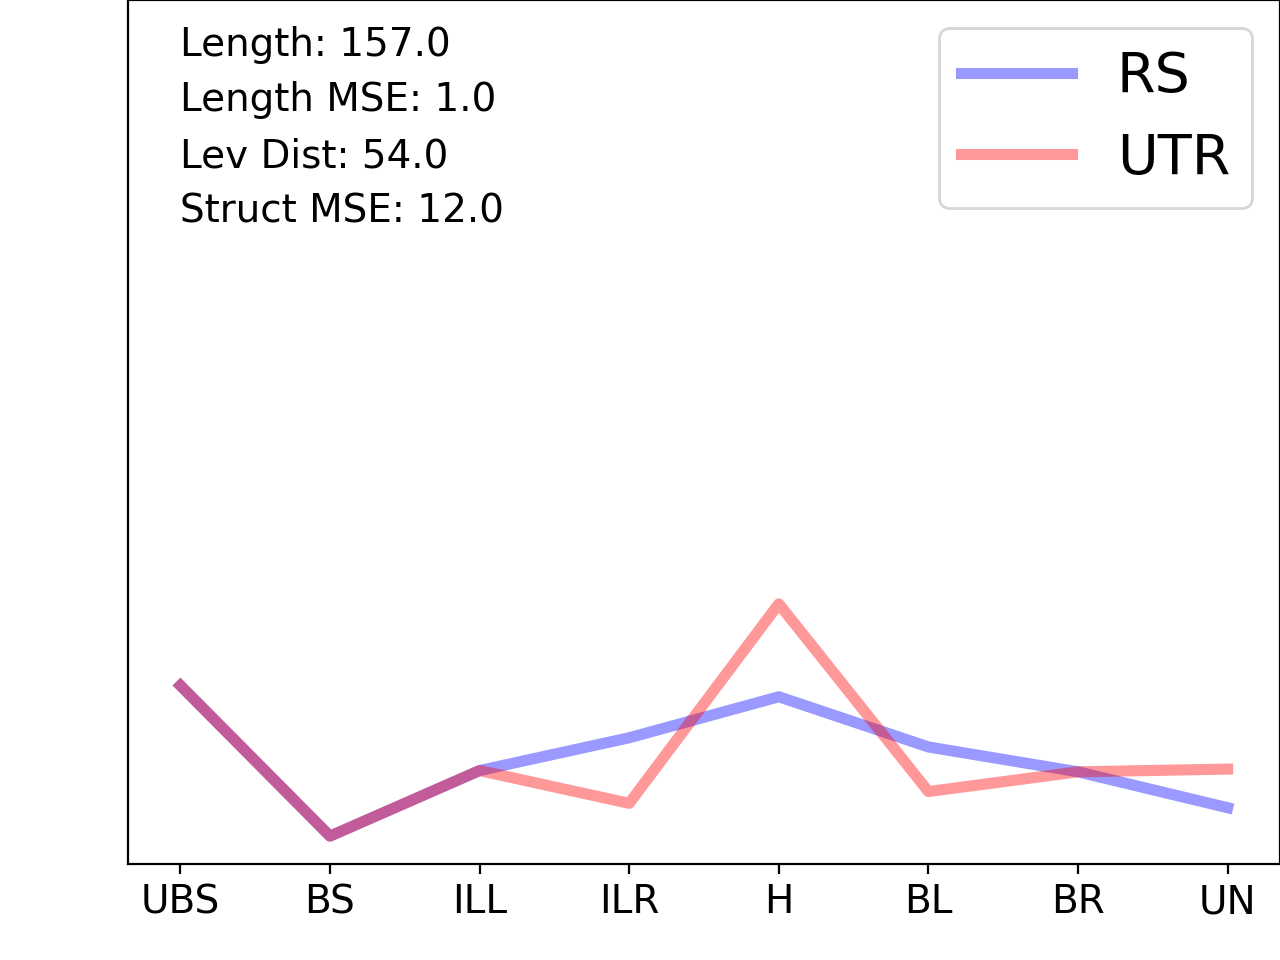 Length: 157.0
Length MSE: 1.0
Lev Dist: 54.0
Struct MSE: 12.0
RS
UTR
UBS BS ILL ILR H BL BR UN